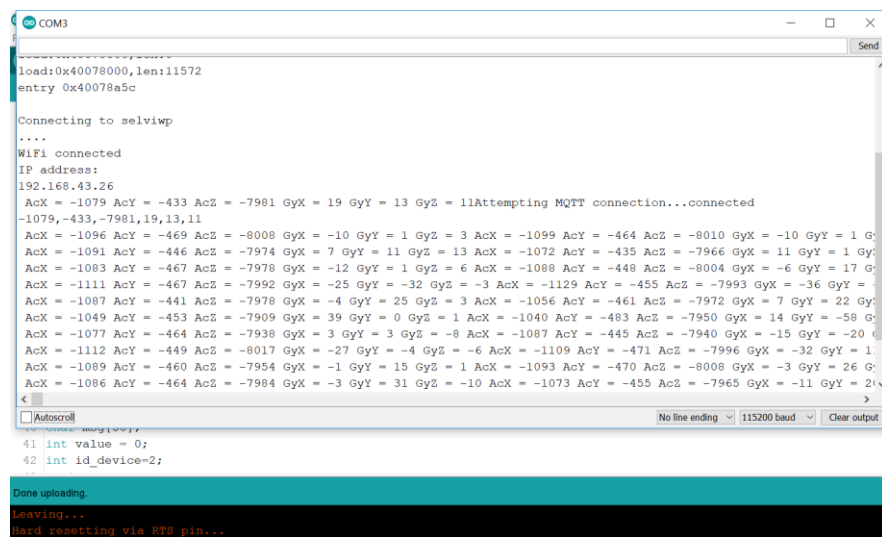 COM3
Send
load:0x40078000,len:11572
entry 0x40078a5c
Connecting to selviwp
....
WiFi connected
IP address:
192.168.43.26
AcX = -1079 AcY = -433 AcZ = -7981 GyX = 19 GyY = 13 GyZ = 11Attempting MQTT connection...connected
-1079,-433,-7981,19,13,11
AcX = -1096 AcY = -469 AcZ = -8008 GyX = -10 GyY = 1 GyZ = 3 AcX = -1099 AcY = -464 AcZ = -8010 GyX = -10 GyY = 1 G
AcX = -1091 AcY = -446 AcZ = -7974 GyX = 7 GyY = 11 GyZ = 13 AcX = -1072 AcY = -435 AcZ = -7966 GyX = 11 GyY = 1 Gy
AcX = -1083 AcY = -467 AcZ = -7978 GyX = -12 GyY = 1 GyZ = 6 AcX = -1088 AcY = -448 AcZ = -8004 GyX = -6 GyY = 17 G
AcX = -1111 AcY = -467 AcZ = -7992 GyX = -25 GyY = -32 GyZ = -3 AcX = -1129 AcY = -455 AcZ = -7993 GyX = -36 GyY = -
AcX = -1087 AcY = -441 AcZ = -7978 GyX = -4 GyY = 25 GyZ = 3 AcX = -1056 AcY = -461 AcZ = -7972 GyX = 7 GyY = 22 Gy
AcX = -1049 AcY = -453 AcZ = -7909 GyX = 39 GyY = 0 GyZ = 1 AcX = -1040 AcY = -483 AcZ = -7950 GyX = 14 GyY = -58 G
AcX = -1077 AcY = -464 AcZ = -7938 GyX = 3 GyY = 3 GyZ = -8 AcX = -1087 AcY = -445 AcZ = -7940 GyX = -15 GyY = -20
AcX = -1112 AcY = -449 AcZ = -8017 GyX = -27 GyY = -4 GyZ = -6 AcX = -1109 AcY = -471 AcZ = -7996 GyX = -32 GyY = 1
AcX = -1089 AcY = -460 AcZ = -7954 GyX = -1 GyY = 15 GyZ = 1 AcX = -1093 AcY = -470 AcZ = -8008 GyX = -3 GyY = 26 G
AcX = -1086 AcY = -464 AcZ = -7984 GyX = -3 GyY = 31 GyZ = -10 AcX = -1073 AcY = -455 AcZ = -7965 GyX = -11 GyY = 2
Autoscroll
No line ending
115200 baud
Clear output
41 int value = 0;
42 int id_device=2;
Done uploading.
Leaving...
Hard resetting via RTS pin...